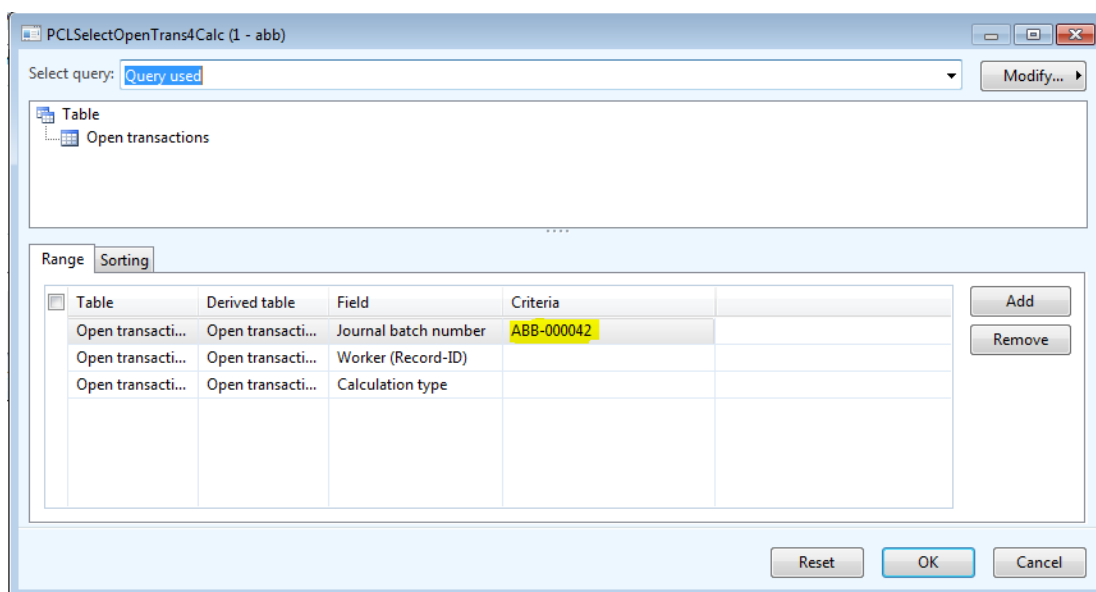 PCLSelectOpenTrans4Calc (1 - abb)
Select query: Query used Modify...
Table
Open transactions
Range Sorting
Table Derived table Field Criteria Add
Open transacti... Open transacti... Journal batch number ABB-000042 Remove
Open transacti... Open transacti... Worker (Record-ID)
Open transacti... Open transacti... Calculation type
Reset OK Cancel